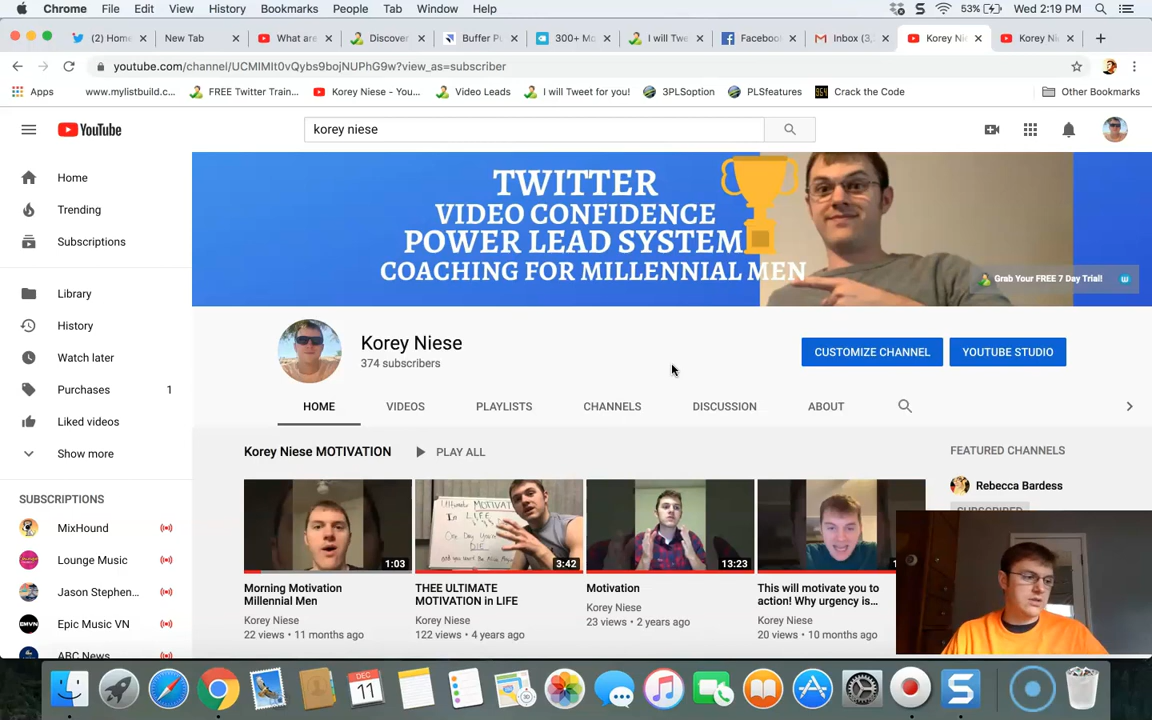 Chrome File Edit View History Bookmarks People Tab Window Help 53% Wed 2:19 PM
(2) Home New Tab What are Discover Buffer Pu 300+ Mo I will Twe Facebook Inbox (3, Korey Nie Korey Ni
youtube.com/channel/UCMIMIt0vQybs9bojNUPhG9w?view_as=subscriber
Apps www.mylistbuild.c... FREE Twitter Train... Korey Niese - You... Video Leads I will Tweet for you! 3PLSoption PLSfeatures Crack the Code Other Bookmarks
YouTube
korey niese
Home
Trending
Subscriptions
Library
History
Watch later
Purchases 1
Liked videos
Show more
SUBSCRIPTIONS
MixHound
Lounge Music
Jason Stephen...
Epic Music VN
ABC News
TWITTER
VIDEO CONFIDENCE
POWER LEAD SYSTEM
COACHING FOR MILLENNIAL MEN
Grab Your FREE 7 Day Trial!
Korey Niese
374 subscribers
CUSTOMIZE CHANNEL YOUTUBE STUDIO
HOME VIDEOS PLAYLISTS CHANNELS DISCUSSION ABOUT
Korey Niese MOTIVATION PLAY ALL
FEATURED CHANNELS
Rebecca Bardess
SUBSCRIBED
1:03
3:42
13:23
Morning Motivation
Millennial Men
Korey Niese
22 views • 11 months ago
THEE ULTIMATE
MOTIVATION in LIFE
Korey Niese
122 views • 4 years ago
Motivation
Korey Niese
23 views • 2 years ago
This will motivate you to
action! Why urgency is...
Korey Niese
20 views • 10 months ago
DEC
11